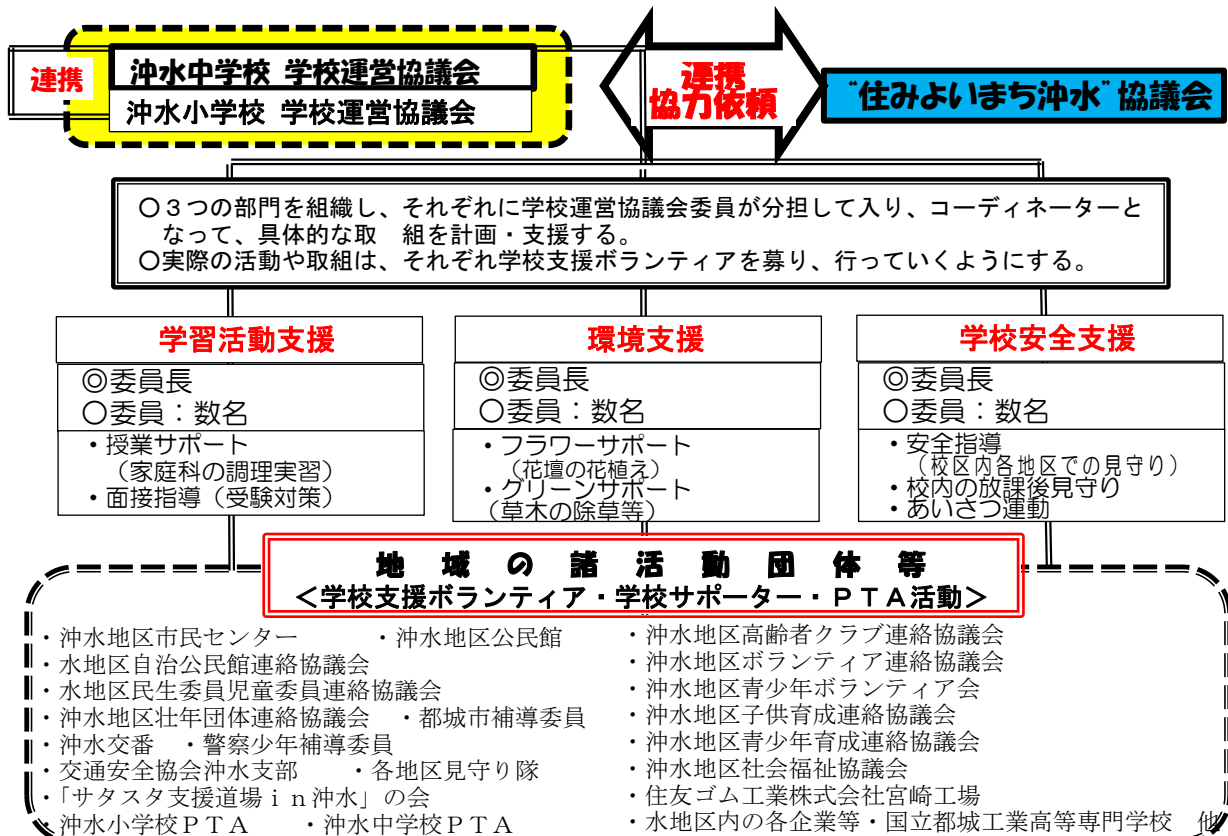 連携
沖水中学校 学校運営協議会
沖水小学校 学校運営協議会
連携
協力依頼
“住みよいまち沖水”協議会
○３つの部門を組織し、それぞれに学校運営協議会委員が分担して入り、コーディネーターと
なって、具体的な取　組を計画・支援する。
○実際の活動や取組は、それぞれ学校支援ボランティアを募り、行っていくようにする。
学習活動支援
◎委員長
○委員：数名
・授業サポート
（家庭科の調理実習）
・面接指導（受験対策）
環境支援
◎委員長
○委員：数名
・フラワーサポート
（花壇の花植え）
・グリーンサポート
（草木の除草等）
学校安全支援
◎委員長
○委員：数名
・安全指導
（校区内各地区での見守り）
・校内の放課後見守り
・あいさつ運動
地域の諸活動団体等
＜学校支援ボランティア・学校サポーター・ＰＴＡ活動＞
・沖水地区市民センター　・沖水地区公民館
・水地区自治公民館連絡協議会
・水地区民生委員児童委員連絡協議会
・沖水地区壮年団体連絡協議会　・都城市補導委員
・沖水交番　・警察少年補導委員
・交通安全協会沖水支部　・各地区見守り隊
・「サタスタ支援道場ｉｎ沖水」の会
・沖水小学校ＰＴＡ　・沖水中学校ＰＴＡ
・沖水地区高齢者クラブ連絡協議会
・沖水地区ボランティア連絡協議会
・沖水地区青少年ボランティア会
・沖水地区子供育成連絡協議会
・沖水地区青少年育成連絡協議会
・沖水地区社会福祉協議会
・住友ゴム工業株式会社宮崎工場
・水地区内の各企業等・国立都城工業高等専門学校　他